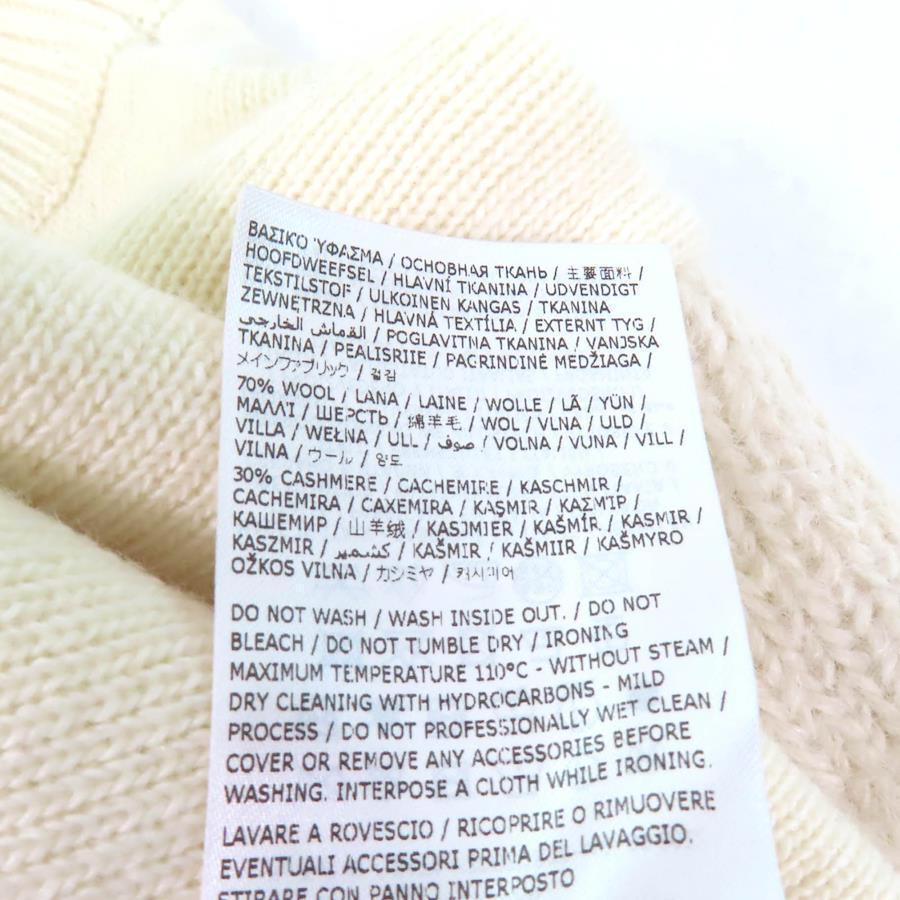 ΒΑΣΙΚΌ ΎΦΑΣΜΑ / ОСНОВНАЯ ТКАНЬ / 主要面料 /
HOOFDWEEFSEL / HLAVNÍ TKANINA / UDVENDIGT
TEKSTILSTOF / ULKOINEN KANGAS / TKANINA
ZEWNĘTRZNA / HLAVNÁ TEXTÍLIA / EXTERNT TYG /
القماش الخارجي / POGLAVITNA TKANINA / VANJSKA
TKANINA / PEALISRIIE / PAGRINDINĖ MEDŽIAGA /
メインファブリック / 겉감
70% WOOL / LANA / LAINE / WOLLE / LÃ / YÜN /
ΜΑΛΛΊ / ШЕРСТЬ / 绵羊毛 / WOL / VLNA / ULD /
VILLA / WEŁNA / ULL / صوف / VOLNA / VUNA / VILL /
VILNA / ウール / 양모
30% CASHMERE / CACHEMIRE / KASCHMIR /
CACHEMIRA / CAXEMIRA / KAŞMIR / ΚΑΣΜΊΡ /
КАШЕМИР / 山羊绒 / KASJMIER / KAŠMÍR / KASMIR /
KASZMIR / كشمير / KAŠMIR / KAŠMIIR / KAŠMYRO
OŽKOS VILNA / カシミヤ / 캐시미어
DO NOT WASH / WASH INSIDE OUT. / DO NOT
BLEACH / DO NOT TUMBLE DRY / IRONING
MAXIMUM TEMPERATURE 110°C - WITHOUT STEAM /
DRY CLEANING WITH HYDROCARBONS - MILD
PROCESS / DO NOT PROFESSIONALLY WET CLEAN /
COVER OR REMOVE ANY ACCESSORIES BEFORE
WASHING. INTERPOSE A CLOTH WHILE IRONING.
LAVARE A ROVESCIO / RICOPRIRE O RIMUOVERE
EVENTUALI ACCESSORI PRIMA DEL LAVAGGIO.
STIRARE CON PANNO INTERPOSTO